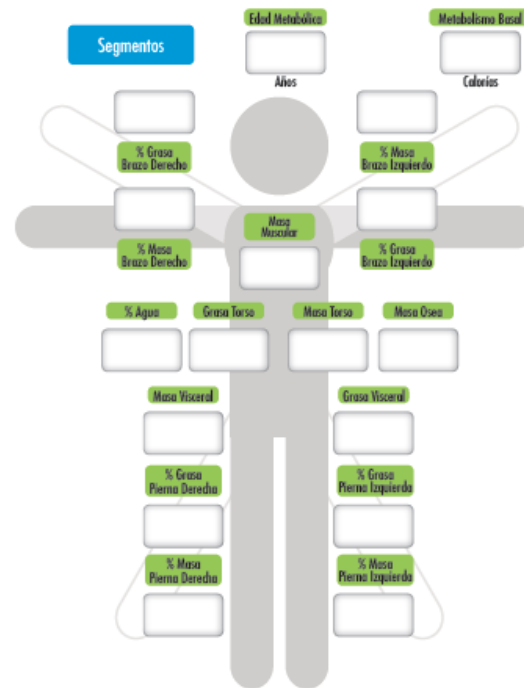 Edad Metabólica
Metabolismo Basal
Segmentos
Años
Calorías
% Grasa
Brazo Derecho
% Masa
Brazo Izquierdo
Masa
Muscular
% Masa
Brazo Derecho
% Grasa
Brazo Izquierdo
% Agua
Grasa Torso
Masa Torso
Masa Osea
Masa Visceral
Grasa Visceral
% Grasa
Pierna Derecha
% Grasa
Pierna Izquierda
% Masa
Pierna Derecha
% Masa
Pierna Izquierda